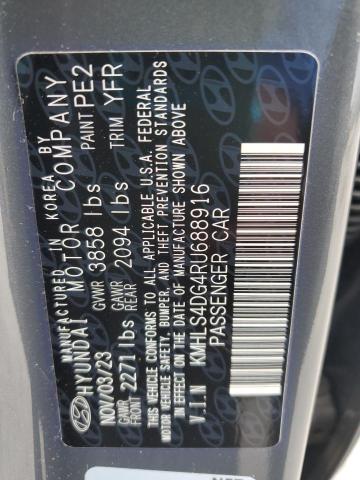 MANUFACTURED IN KOREA BY
HYUNDAI MOTOR COMPANY
NOV/03/23 GVWR 3858 lbs PAINT PE2
GAWR FRONT 2271 lbs GAWR REAR 2094 lbs TRIM YFR
THIS VEHICLE CONFORMS TO ALL APPLICABLE U.S.A. FEDERAL
MOTOR VEHICLE SAFETY, BUMPER, AND THEFT PREVENTION STANDARDS
IN EFFECT ON THE DATE OF MANUFACTURE SHOWN ABOVE.
V.I.N KMHLS4DG4RU688916
PASSENGER CAR